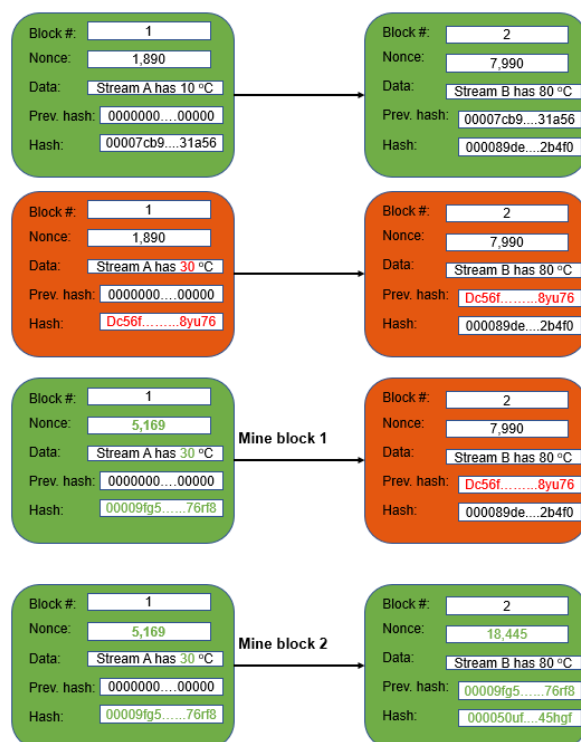 Block #: 1
Nonce: 1,890
Data: Stream A has 10 °C
Prev. hash: 0000000....00000
Hash: 00007cb9....31a56
Block #: 2
Nonce: 7,990
Data: Stream B has 80 °C
Prev. hash: 00007cb9....31a56
Hash: 000089de....2b4f0
Block #: 1
Nonce: 1,890
Data: Stream A has 30 °C
Prev. hash: 0000000....00000
Hash: Dc56f.........8yu76
Block #: 2
Nonce: 7,990
Data: Stream B has 80 °C
Prev. hash: Dc56f.........8yu76
Hash: 000089de....2b4f0
Block #: 1
Nonce: 5,169
Data: Stream A has 30 °C
Prev. hash: 0000000....00000
Hash: 00009fg5......76rf8
Mine block 1
Block #: 2
Nonce: 7,990
Data: Stream B has 80 °C
Prev. hash: Dc56f.........8yu76
Hash: 000089de....2b4f0
Block #: 1
Nonce: 5,169
Data: Stream A has 30 °C
Prev. hash: 0000000....00000
Hash: 00009fg5......76rf8
Mine block 2
Block #: 2
Nonce: 18,445
Data: Stream B has 80 °C
Prev. hash: 00009fg5......76rf8
Hash: 000050uf....45hgf